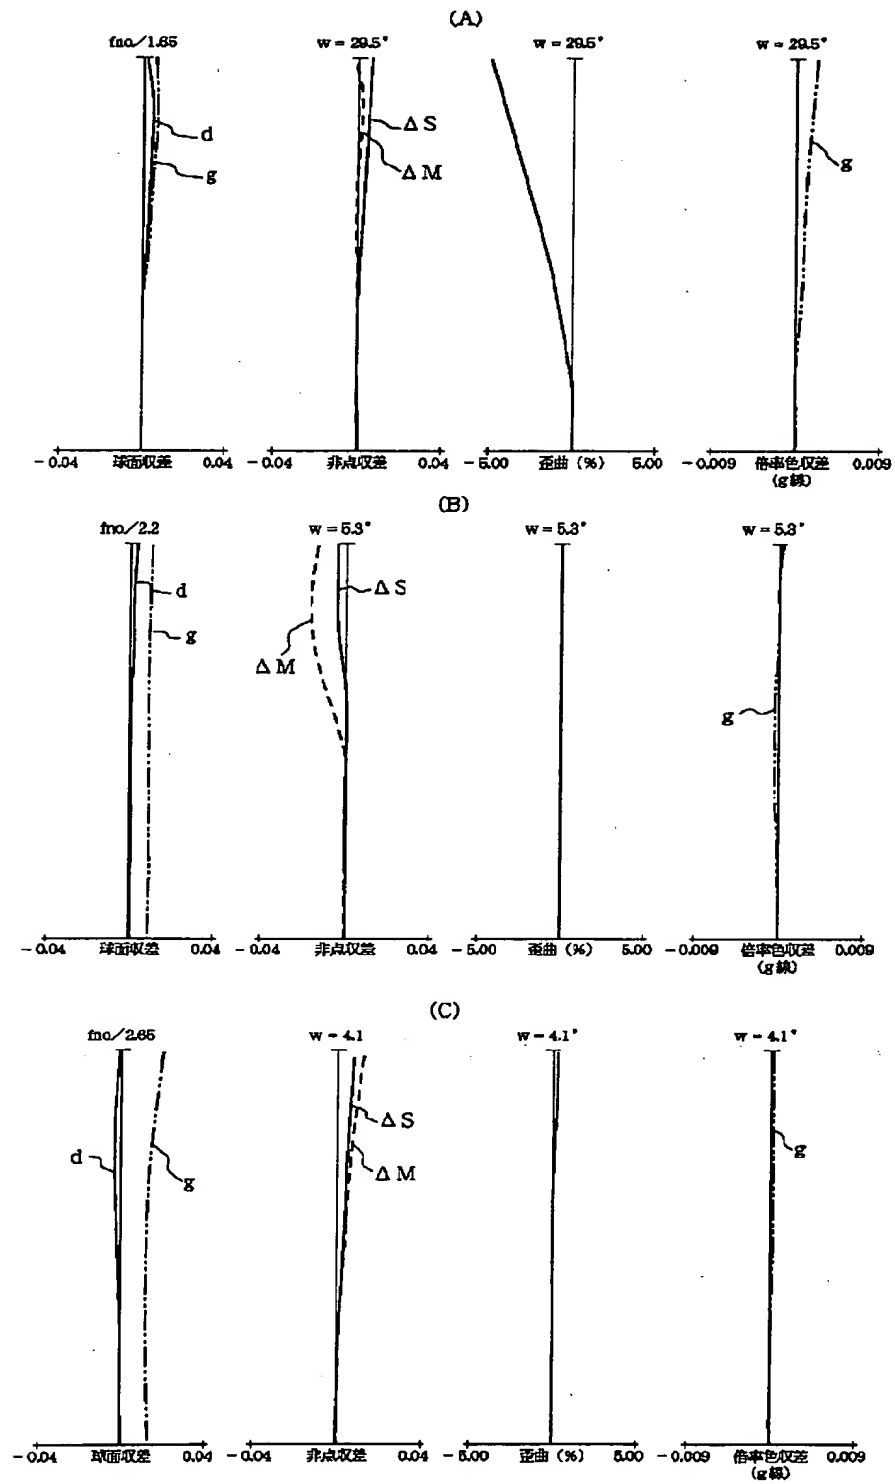 (A)
fno/1.65
w = 29.5°
w = 29.5°
w = 29.5°
d
g
ΔS
ΔM
g
-0.04 球面収差 0.04
-0.04 非点収差 0.04
-5.00 歪曲 (%) 5.00
-0.009 倍率色収差 0.009
(g線)
(B)
fno/2.2
w = 5.3°
w = 5.3°
w = 5.3°
d
g
ΔS
ΔM
g
-0.04 球面収差 0.04
-0.04 非点収差 0.04
-5.00 歪曲 (%) 5.00
-0.009 倍率色収差 0.009
(g線)
(C)
fno/2.65
w = 4.1
w = 4.1°
w = 4.1°
d
g
ΔS
ΔM
g
-0.04 球面収差 0.04
-0.04 非点収差 0.04
-5.00 歪曲 (%) 5.00
-0.009 倍率色収差 0.009
(g線)